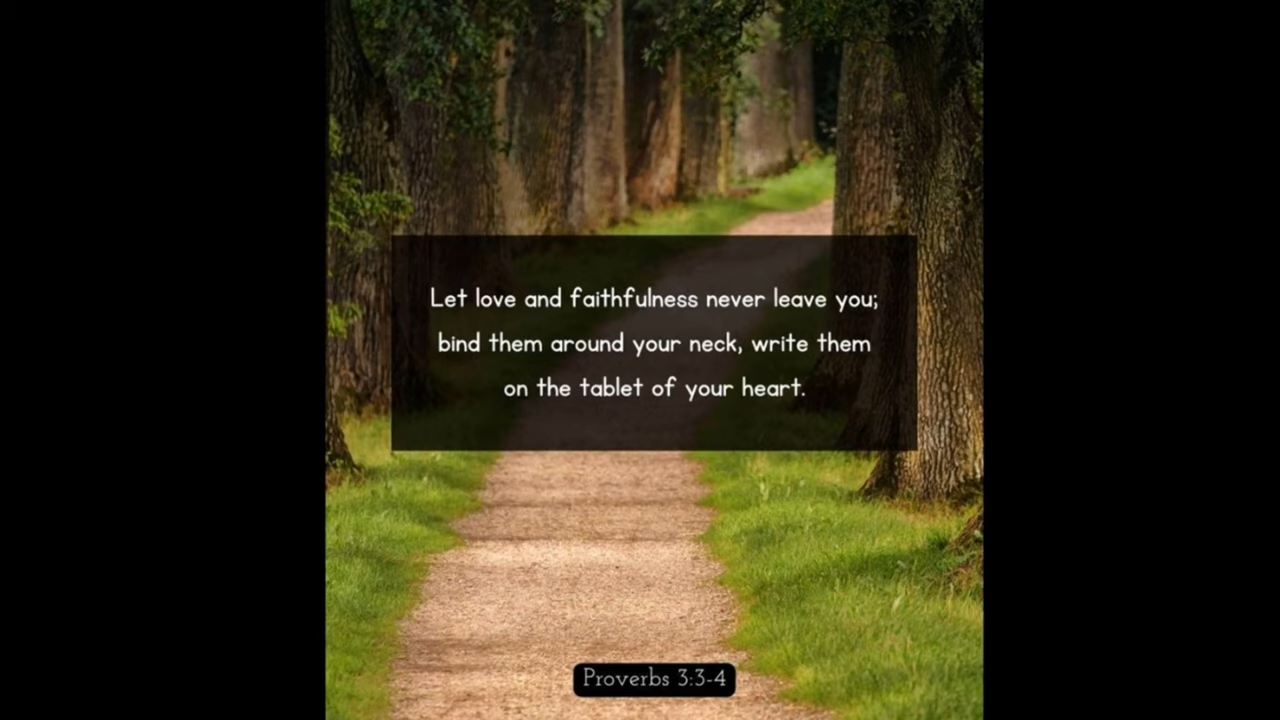 Let love and faithfulness never leave you;
bind them around your neck, write them
on the tablet of your heart.
Proverbs 3:3-4